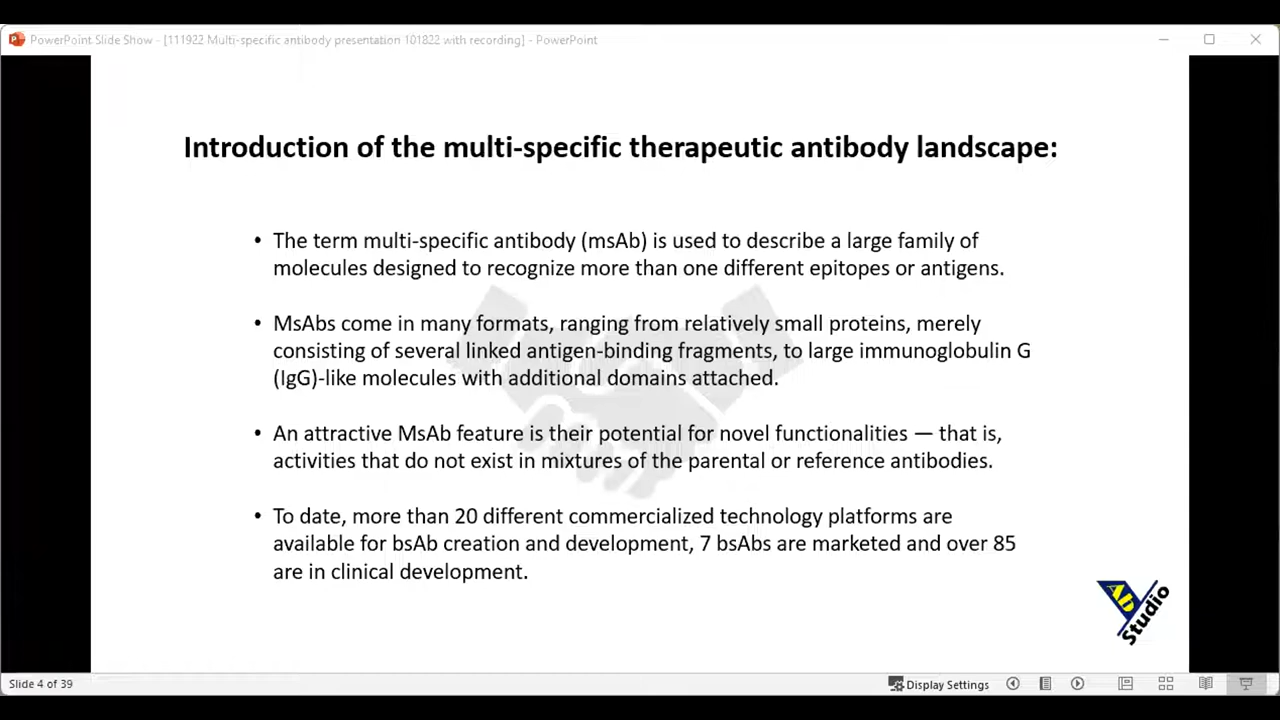 PowerPoint Slide Show - [111922 Multi-specific antibody presentation 101822 with recording] - PowerPoint
Introduction of the multi-specific therapeutic antibody landscape:
• The term multi-specific antibody (msAb) is used to describe a large family of
molecules designed to recognize more than one different epitopes or antigens.
• MsAbs come in many formats, ranging from relatively small proteins, merely
consisting of several linked antigen-binding fragments, to large immunoglobulin G
(IgG)-like molecules with additional domains attached.
• An attractive MsAb feature is their potential for novel functionalities — that is,
activities that do not exist in mixtures of the parental or reference antibodies.
• To date, more than 20 different commercialized technology platforms are
available for bsAb creation and development, 7 bsAbs are marketed and over 85
are in clinical development.
AB
Studio
Slide 4 of 39
Display Settings